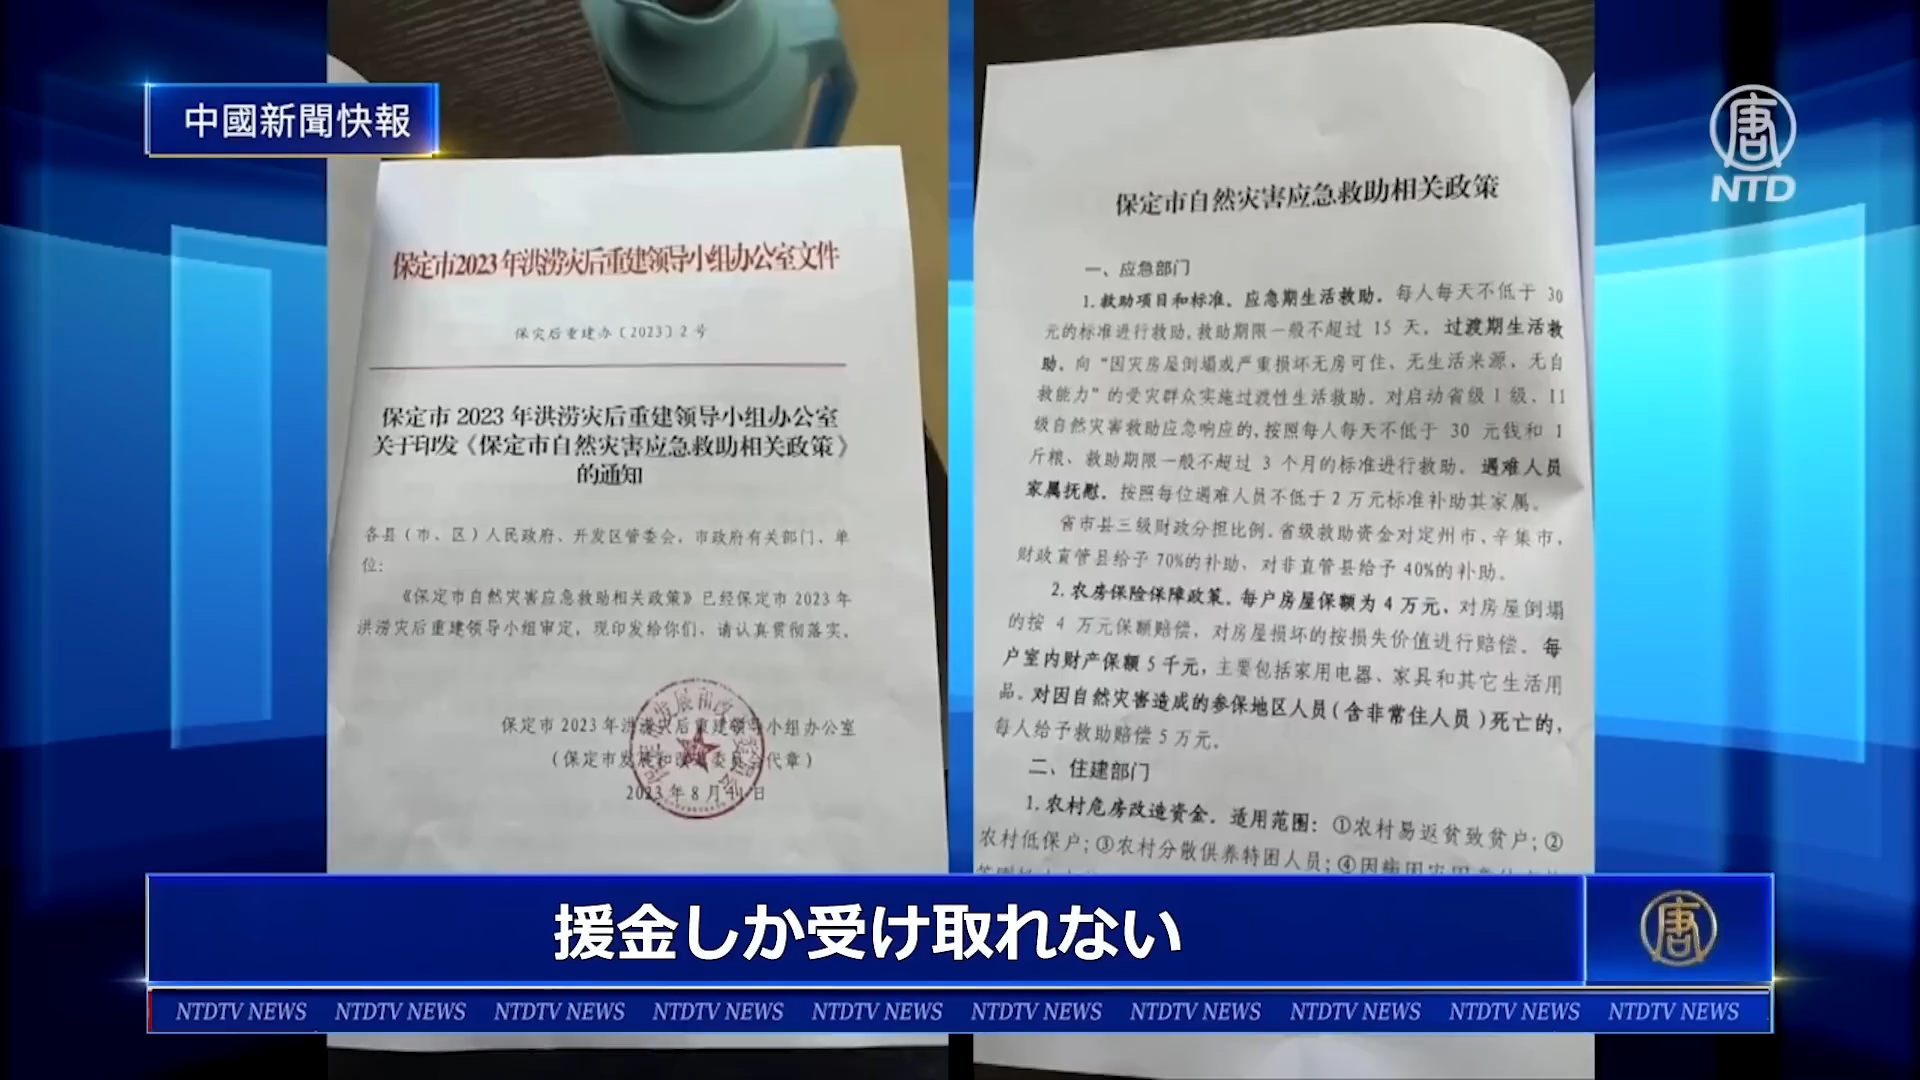 中國新聞快報
唐
NTD
保定市2023年洪涝灾后重建领导小组办公室文件
保灾后重建办〔2023〕2号
保定市 2023 年洪涝灾后重建领导小组办公室
关于印发《保定市自然灾害应急救助相关政策》
的通知
各县（市、区）人民政府、开发区管委会，市政府有关部门、单
位：
《保定市自然灾害应急救助相关政策》已经保定市 2023 年
洪涝灾后重建领导小组审定，现印发给你们，请认真贯彻落实。
保定市 2023 年洪涝灾后重建领导小组办公室
（保定市发展和改革委员会代章）
2023 年 8 月 11 日
保定市自然灾害应急救助相关政策
一、应急部门
1.救助项目和标准。应急期生活救助。每人每天不低于 30
元的标准进行救助，救助期限一般不超过 15 天。过渡期生活救
助。向“因灾房屋倒塌或严重损坏无房可住、无生活来源、无自
救能力”的受灾群众实施过渡性生活救助。对启动省级 I 级、II
级自然灾害救助应急响应的，按照每人每天不低于 30 元钱和 1
斤粮、救助期限一般不超过 3 个月的标准进行救助。遇难人员
家属抚慰。按照每位遇难人员不低于 2 万元标准补助其家属。
省市县三级财政分担比例。省级救助资金对定州市、辛集市，
财政直管县给予 70%的补助，对非直管县给予 40%的补助。
2.农房保险保障政策。每户房屋保额为 4 万元，对房屋倒塌
的按 4 万元保额赔偿，对房屋损坏的按损失价值进行赔偿。每
户室内财产保额 5 千元，主要包括家用电器、家具和其它生活用
品。对因自然灾害造成的参保地区人员（含非常住人员）死亡的，
每人给予救助赔偿 5 万元。
二、住建部门
1.农村危房改造资金。适用范围：①农村易返贫致贫户；②
农村低保户；③农村分散供养特困人员；④因病因灾因意外
援金しか受け取れない
唐
NTDTV NEWS NTDTV NEWS NTDTV NEWS NTDTV NEWS NTDTV NEWS NTDTV NEWS NTDTV NEWS NTDTV NEWS NTDTV NEWS NTDTV NEWS